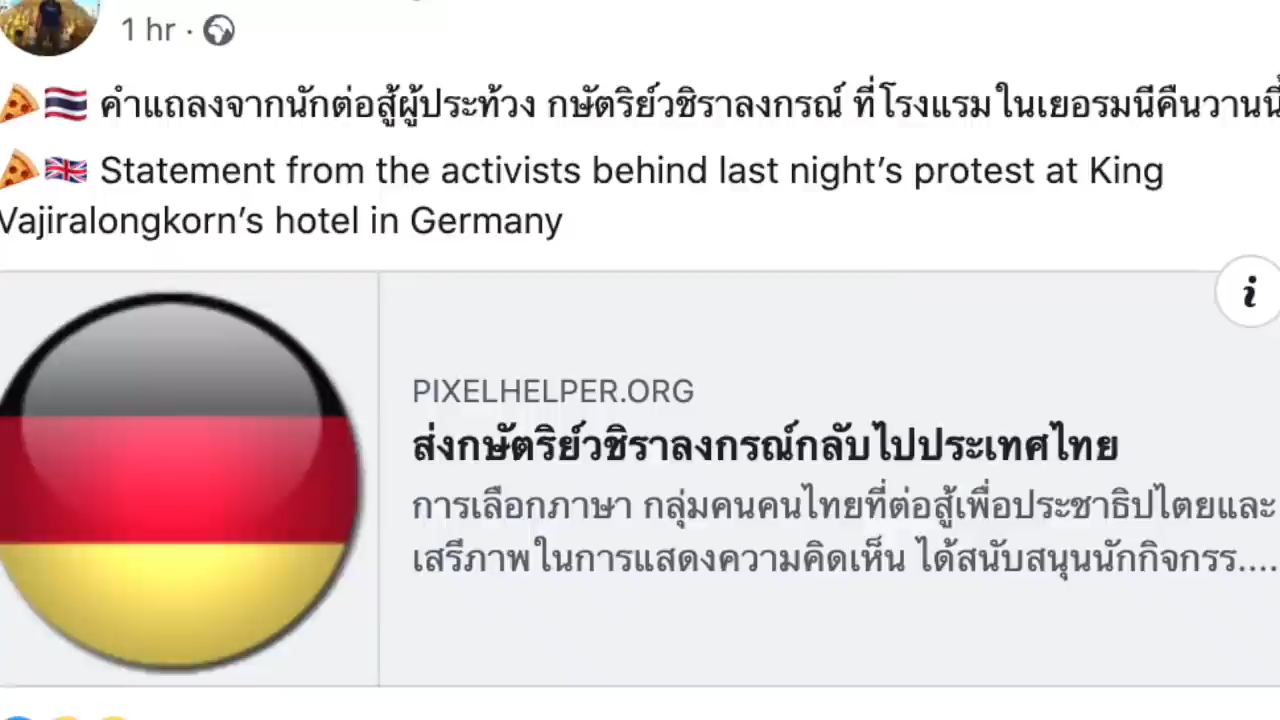 1 hr ·
🍕🇹🇭 คำแถลงจากนักต่อสู้ผู้ประท้วง กษัตริย์วชิราลงกรณ์ ที่โรงแรมในเยอรมนีคืนวานนี้
🍕🇬🇧 Statement from the activists behind last night’s protest at King
Vajiralongkorn’s hotel in Germany
i
PIXELHELPER.ORG
ส่งกษัตริย์วชิราลงกรณ์กลับไปประเทศไทย
การเลือกภาษา กลุ่มคนคนไทยที่ต่อสู้เพื่อประชาธิปไตยและ
เสรีภาพในการแสดงความคิดเห็น ได้สนับสนุนนักกิจกรร....